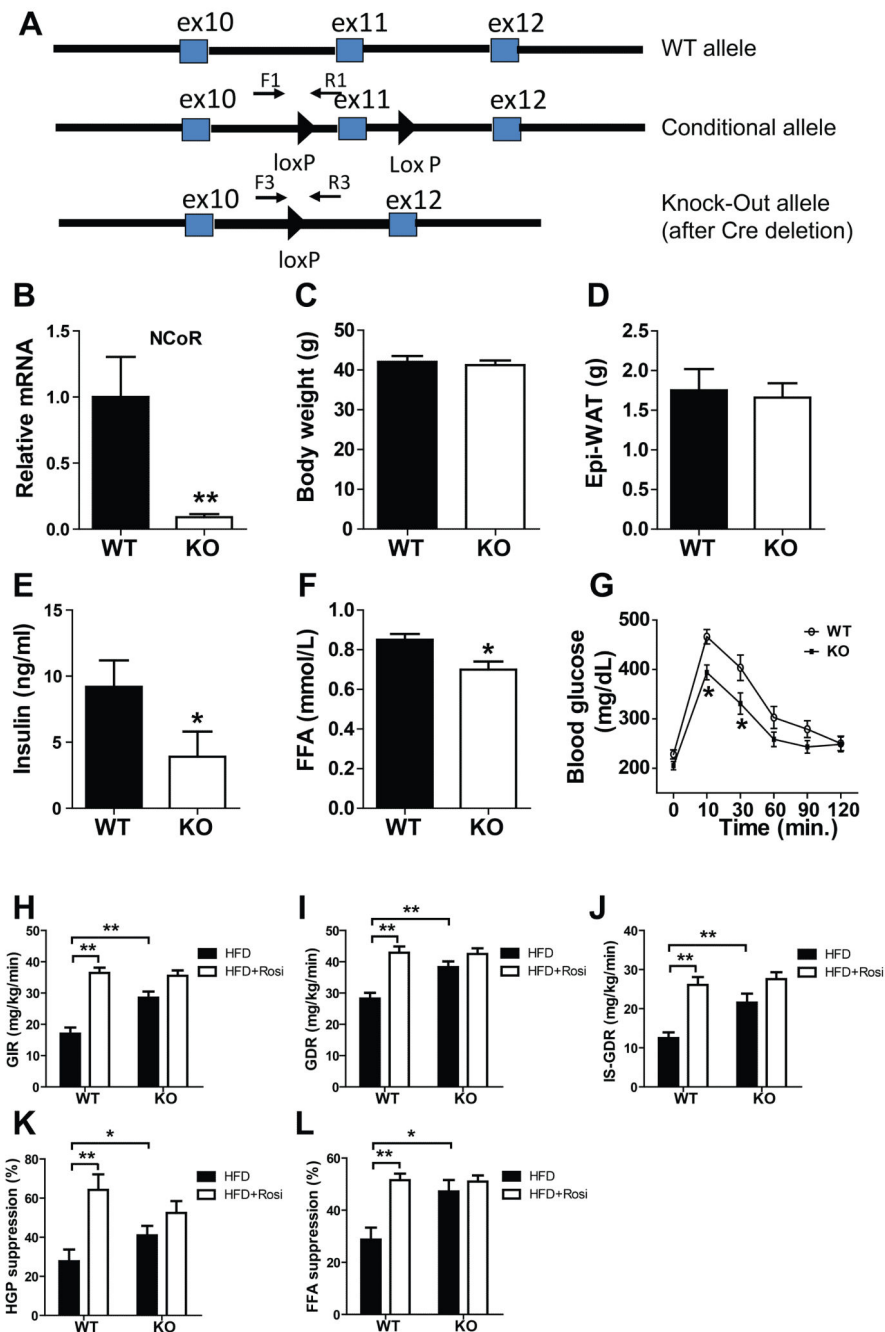 A
ex10 ex11 ex12
WT allele
F1 R1
ex10 ex11 ex12
Conditional allele
loxP Lox P
F3 R3
ex10 ex12
Knock-Out allele
(after Cre deletion)
loxP
B
Relative mRNA
NCoR
1.5
1.0
0.5
0.0
**
WT KO
C
Body weight (g)
50
40
30
20
10
0
WT KO
D
Epi-WAT (g)
2.5
2.0
1.5
1.0
0.5
0.0
WT KO
E
Insulin (ng/ml)
15
10
5
0
*
WT KO
F
FFA (mmol/L)
1.0
0.8
0.6
0.4
0.2
0.0
*
WT KO
G
Blood glucose
(mg/dL)
500
400
300
200
WT
KO
*
*
0 10 30 60 90 120
Time (min.)
H
GIR (mg/kg/min)
50
40
30
20
10
0
**
**
HFD
HFD+Rosi
WT KO
I
GDR (mg/kg/min)
50
40
30
20
10
0
**
**
HFD
HFD+Rosi
WT KO
J
IS-GDR (mg/kg/min)
40
30
20
10
0
**
**
HFD
HFD+Rosi
WT KO
K
HGP suppression (%)
80
60
40
20
0
*
**
HFD
HFD+Rosi
WT KO
L
FFA suppression (%)
60
40
20
0
*
**
HFD
HFD+Rosi
WT KO